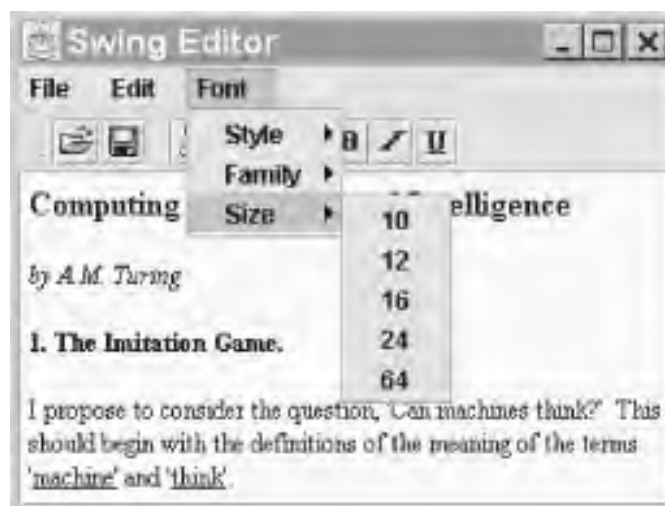 Swing Editor
File Edit Font
Style B I U
Family
Computing Size 10 elligence
12
by A.M. Turing
16
1. The Imitation Game. 24
64
I propose to consider the question, 'Can machines think?' This
should begin with the definitions of the meaning of the terms
'machine' and 'think'.